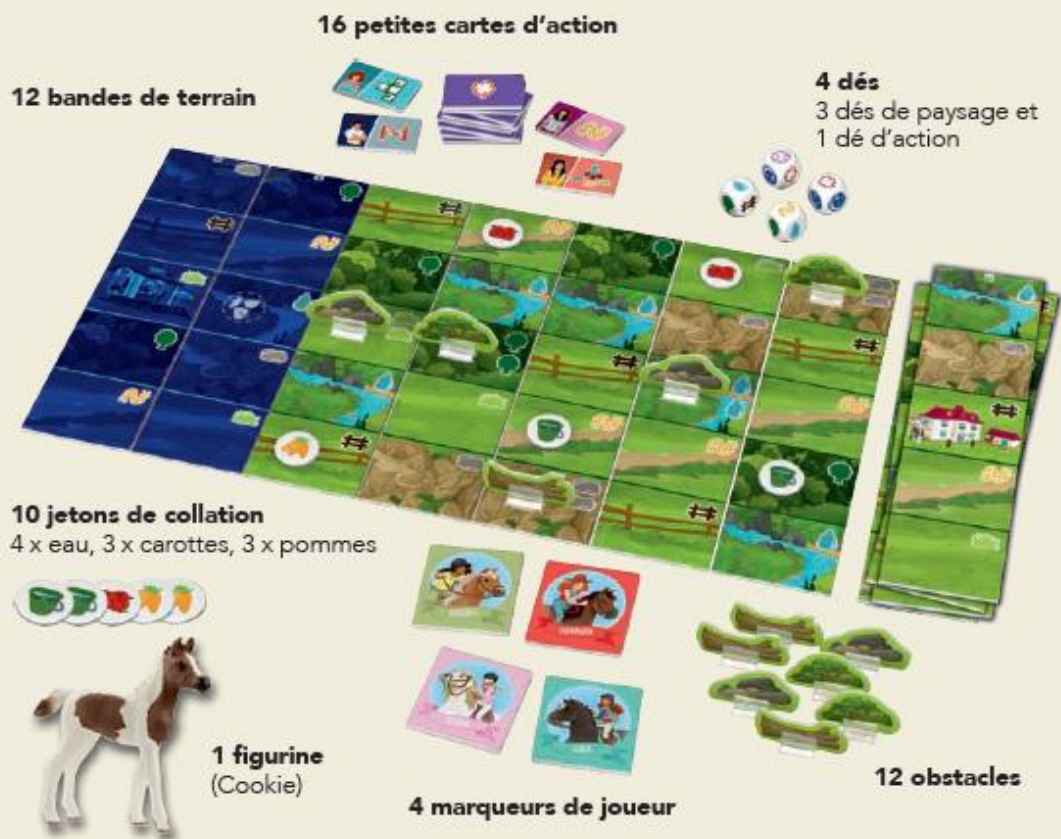 16 petites cartes d'action
12 bandes de terrain
4 dés
3 dés de paysage et
1 dé d'action
10 jetons de collation
4 x eau, 3 x carottes, 3 x pommes
1 figurine
(Cookie)
4 marqueurs de joueur
12 obstacles